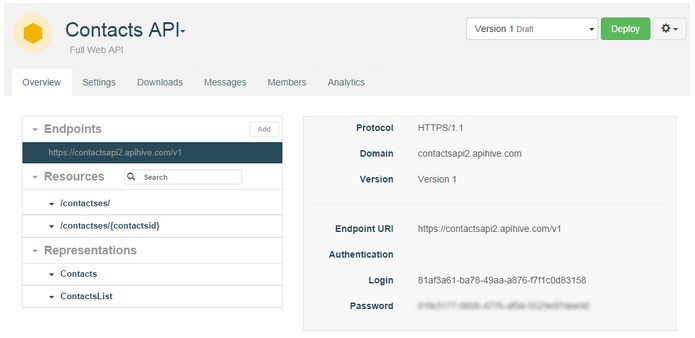 Contacts API
Full Web API
Version 1 Draft
Deploy
Overview Settings Downloads Messages Members Analytics
Endpoints
Add
https://contactsapi2.apihive.com/v1
Resources
Search
/contactses/
/contactses/{contactsid}
Representations
Contacts
ContactsList
Protocol HTTPS/1.1
Domain contactsapi2.apihive.com
Version Version 1
Endpoint URI https://contactsapi2.apihive.com/v1
Authentication
Login 81af3a61-ba78-49aa-a876-f7f1c0d83158
Password